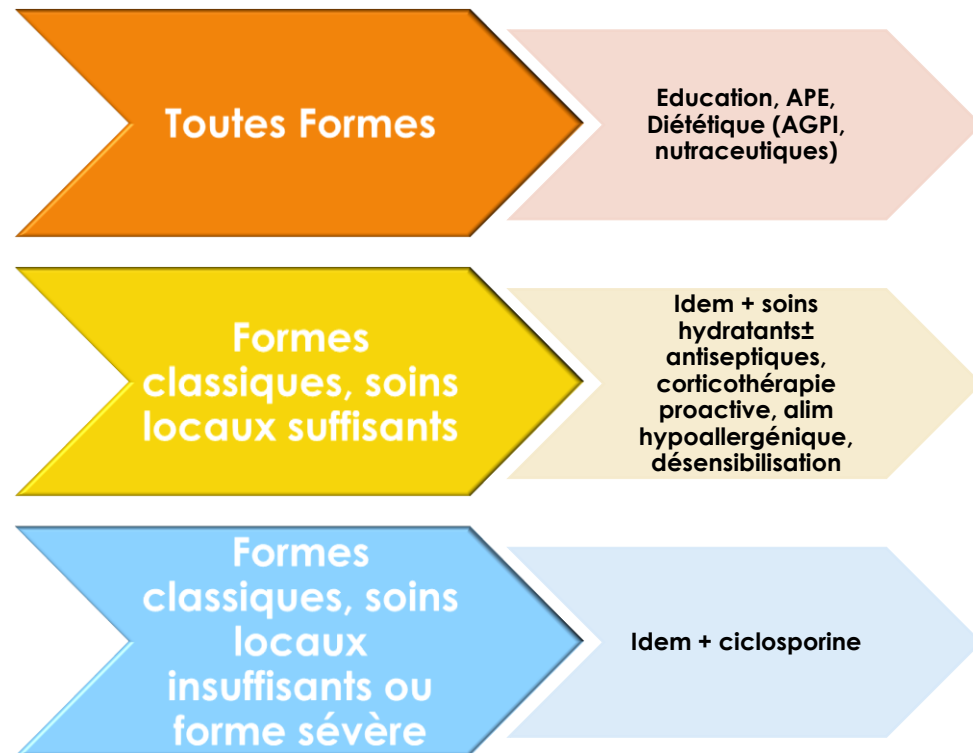 Toutes Formes
Education, APE,
Diététique (AGPI,
nutraceutiques)
Formes
classiques, soins
locaux suffisants
Idem + soins
hydratants±
antiseptiques,
corticothérapie
proactive, alim
hypoallergénique,
désensibilisation
Formes
classiques, soins
locaux
insuffisants ou
forme sévère
Idem + ciclosporine